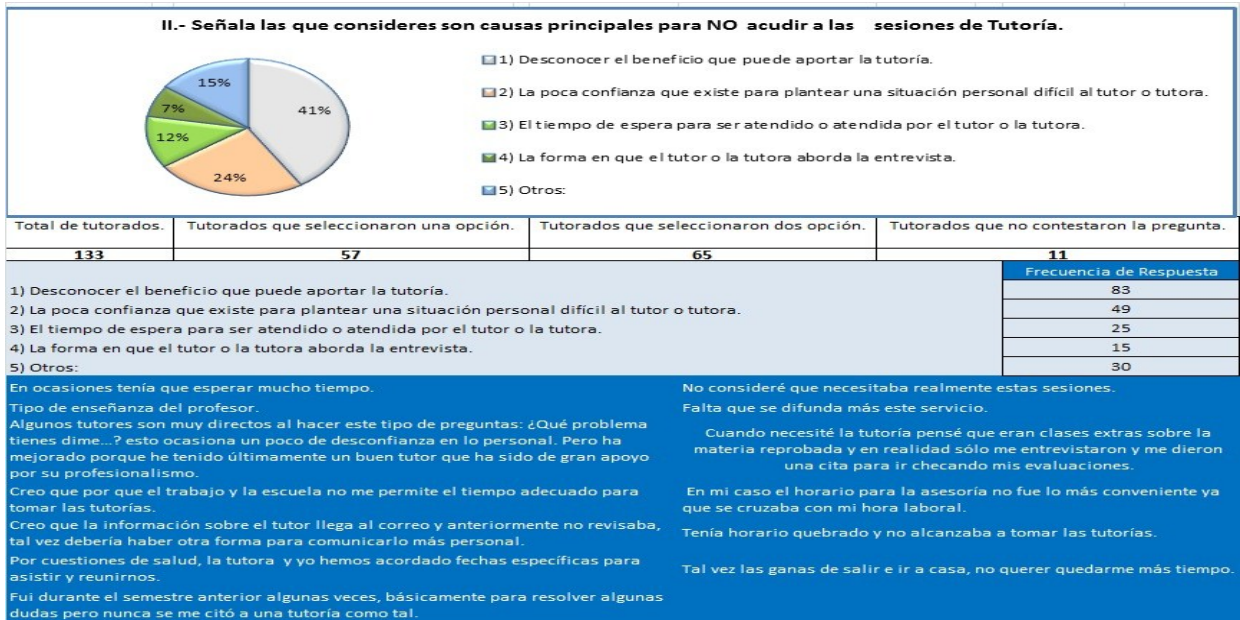 II.- Señala las que consideres son causas principales para NO acudir a las sesiones de Tutoría.
15%
7%
12%
24%
41%
1) Desconocer el beneficio que puede aportar la tutoría.
2) La poca confianza que existe para plantear una situación personal difícil al tutor o tutora.
3) El tiempo de espera para ser atendido o atendida por el tutor o la tutora.
4) La forma en que el tutor o la tutora aborda la entrevista.
5) Otros:
Total de tutorados. Tutorados que seleccionaron una opción. Tutorados que seleccionaron dos opción. Tutorados que no contestaron la pregunta.
133 57 65 11
Frecuencia de Respuesta
1) Desconocer el beneficio que puede aportar la tutoría. 83
2) La poca confianza que existe para plantear una situación personal difícil al tutor o tutora. 49
3) El tiempo de espera para ser atendido o atendida por el tutor o la tutora. 25
4) La forma en que el tutor o la tutora aborda la entrevista. 15
5) Otros: 30
En ocasiones tenía que esperar mucho tiempo.
Tipo de enseñanza del profesor.
Algunos tutores son muy directos al hacer este tipo de preguntas: ¿Qué problema
tienes dime...? esto ocasiona un poco de desconfianza en lo personal. Pero ha
mejorado porque he tenido últimamente un buen tutor que ha sido de gran apoyo
por su profesionalismo.
Creo que por que el trabajo y la escuela no me permite el tiempo adecuado para
tomar las tutorías.
Creo que la información sobre el tutor llega al correo y anteriormente no revisaba,
tal vez debería haber otra forma para comunicarlo más personal.
Por cuestiones de salud, la tutora y yo hemos acordado fechas específicas para
asistir y reunirnos.
Fui durante el semestre anterior algunas veces, básicamente para resolver algunas
dudas pero nunca se me citó a una tutoría como tal.
No consideré que necesitaba realmente estas sesiones.
Falta que se difunda más este servicio.
Cuando necesité la tutoría pensé que eran clases extras sobre la
materia reprobada y en realidad sólo me entrevistaron y me dieron
una cita para ir checando mis evaluaciones.
En mi caso el horario para la asesoría no fue lo más conveniente ya
que se cruzaba con mi hora laboral.
Tenía horario quebrado y no alcanzaba a tomar las tutorías.
Tal vez las ganas de salir e ir a casa, no querer quedarme más tiempo.